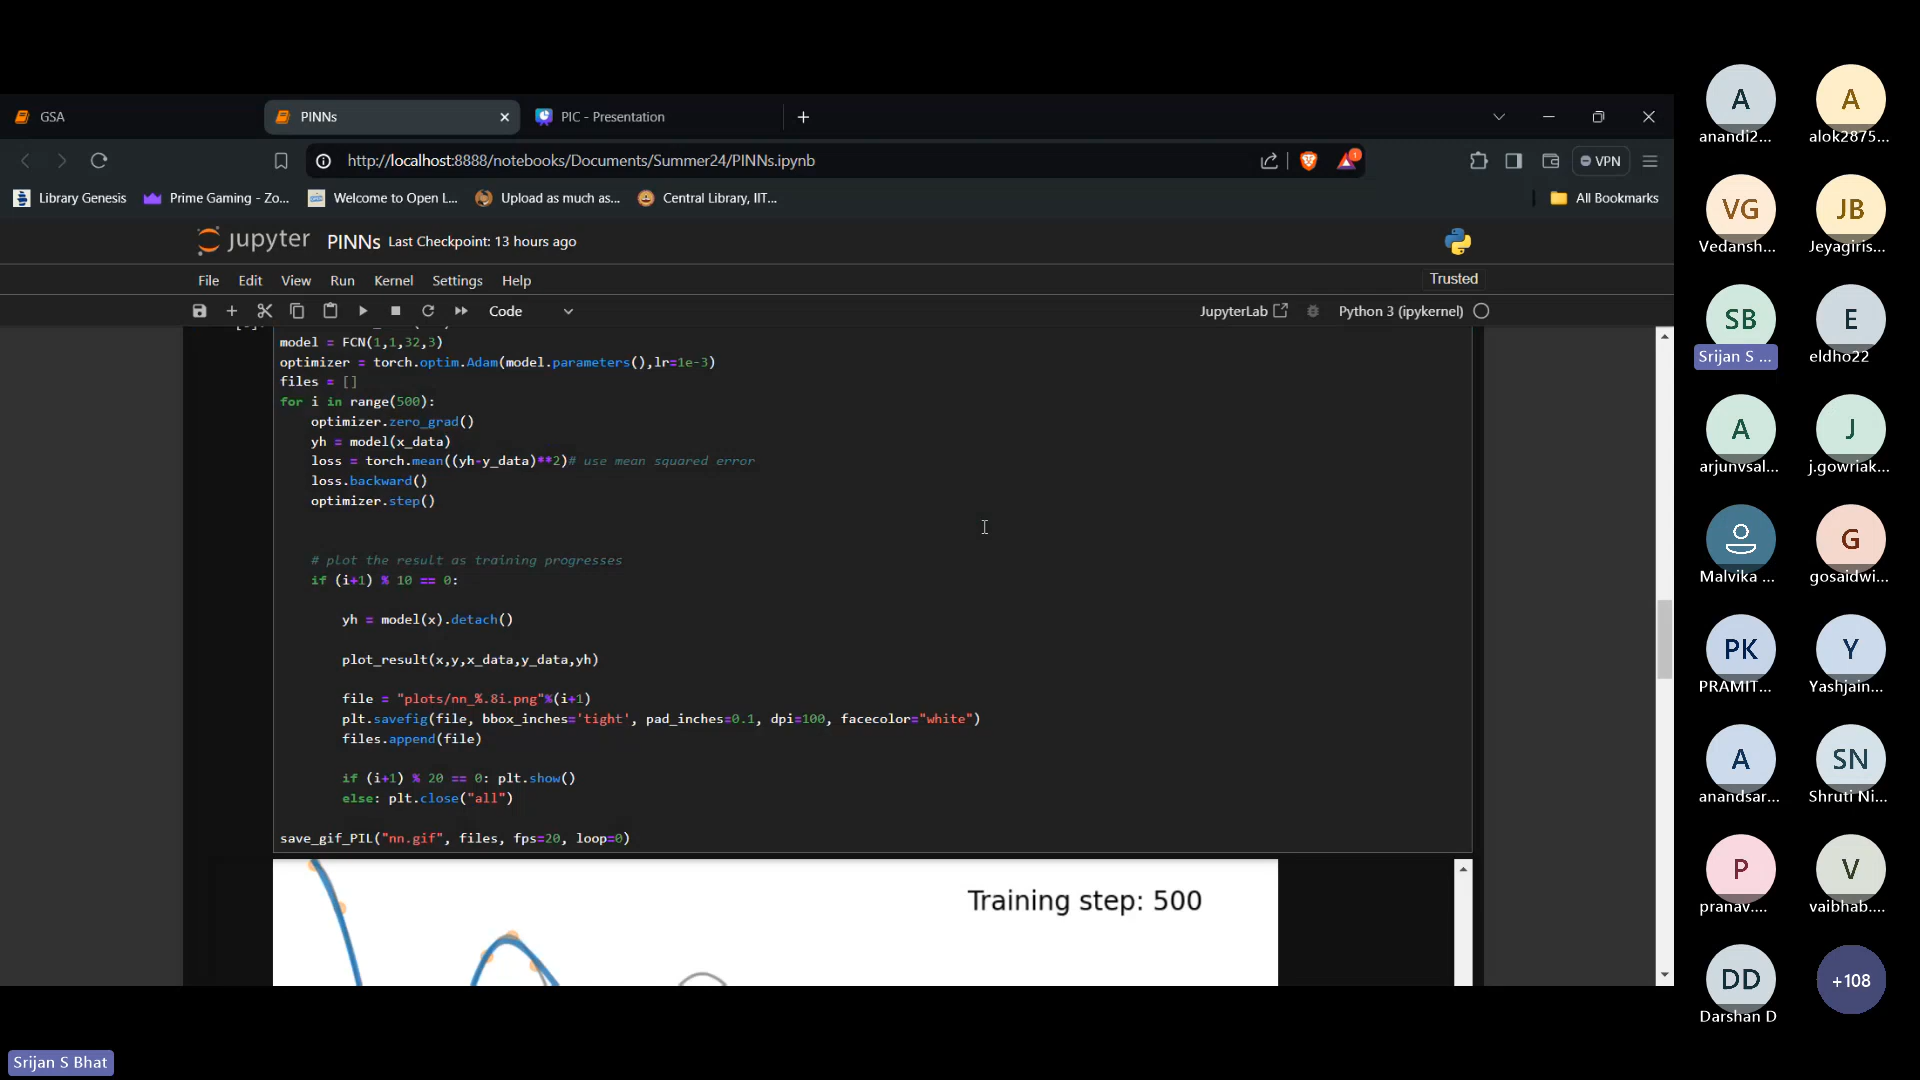 GSA
PINNs
PIC - Presentation
http://localhost:8888/notebooks/Documents/Summer24/PINNs.ipynb
1
VPN
Library Genesis
Prime Gaming - Zo...
Welcome to Open L...
Upload as much as...
Central Library, IIT...
All Bookmarks
jupyter PINNs Last Checkpoint: 13 hours ago
File Edit View Run Kernel Settings Help
Trusted
Code
JupyterLab
Python 3 (ipykernel)
model = FCN(1,1,32,3)
optimizer = torch.optim.Adam(model.parameters(),lr=1e-3)
files = []
for i in range(500):
    optimizer.zero_grad()
    yh = model(x_data)
    loss = torch.mean((yh-y_data)**2)# use mean squared error
    loss.backward()
    optimizer.step()
    # plot the result as training progresses
    if (i+1) % 10 == 0:
        yh = model(x).detach()
        plot_result(x,y,x_data,y_data,yh)
        file = "plots/nn_%.8i.png"%(i+1)
        plt.savefig(file, bbox_inches='tight', pad_inches=0.1, dpi=100, facecolor="white")
        files.append(file)
        if (i+1) % 20 == 0: plt.show()
        else: plt.close("all")
save_gif_PIL("nn.gif", files, fps=20, loop=0)
Training step: 500
A
anandi2...
A
alok2875...
VG
Vedansh...
JB
Jeyagiris...
SB
Srijan S ...
E
eldho22
A
arjunvsal...
J
j.gowriak...
Malvika ...
G
gosaidwi...
PK
PRAMIT...
Y
Yashjain...
A
anandsar...
SN
Shruti Ni...
P
pranav....
V
vaibhab....
DD
Darshan D
+108
Srijan S Bhat